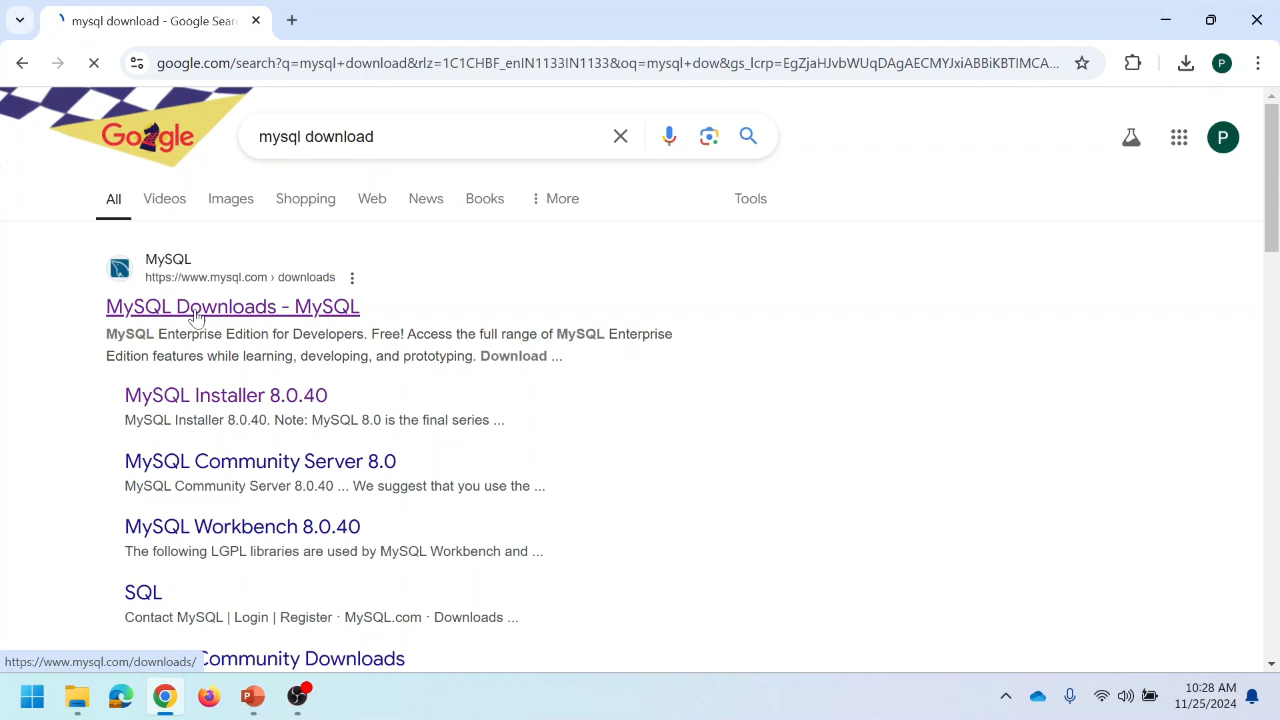 mysql download - Google Sear
google.com/search?q=mysql+download&rlz=1C1CHBF_enIN1133IN1133&oq=mysql+dow&gs_lcrp=EgZjaHJvbWUqDAgAECMYJxiABBiKBTIMCA...
P
Google
mysql download
P
All Videos Images Shopping Web News Books More Tools
MySQL
https://www.mysql.com › downloads
MySQL Downloads - MySQL
MySQL Enterprise Edition for Developers. Free! Access the full range of MySQL Enterprise
Edition features while learning, developing, and prototyping. Download ...
MySQL Installer 8.0.40
MySQL Installer 8.0.40. Note: MySQL 8.0 is the final series ...
MySQL Community Server 8.0
MySQL Community Server 8.0.40 ... We suggest that you use the ...
MySQL Workbench 8.0.40
The following LGPL libraries are used by MySQL Workbench and ...
SQL
Contact MySQL | Login | Register · MySQL.com · Downloads ...
https://www.mysql.com/downloads/ Community Downloads
10:28 AM
11/25/2024